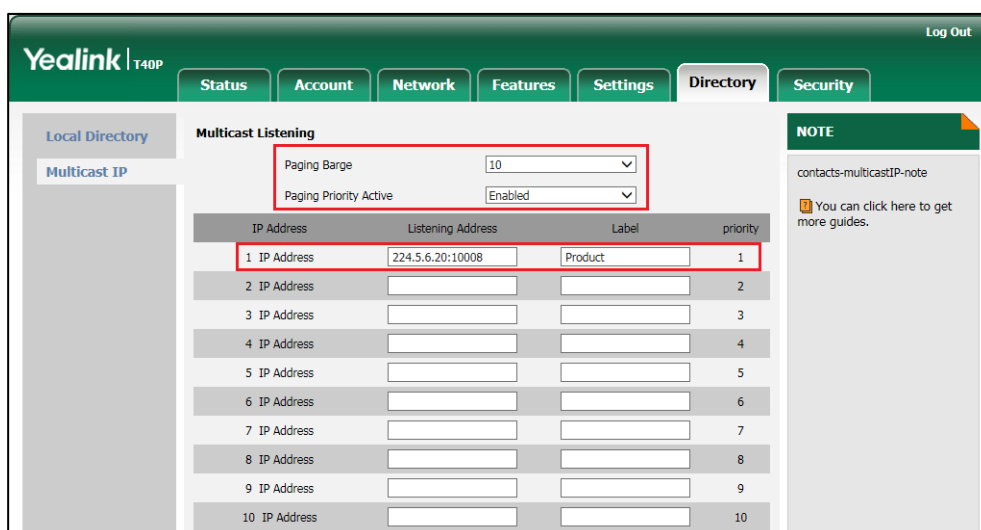 Log Out
Yealink T40P
Status Account Network Features Settings Directory Security
Local Directory
Multicast IP
Multicast Listening
Paging Barge 10
Paging Priority Active Enabled
IP Address Listening Address Label priority
1 IP Address 224.5.6.20:10008 Product 1
2 IP Address 2
3 IP Address 3
4 IP Address 4
5 IP Address 5
6 IP Address 6
7 IP Address 7
8 IP Address 8
9 IP Address 9
10 IP Address 10
NOTE
contacts-multicastIP-note
? You can click here to get
more guides.